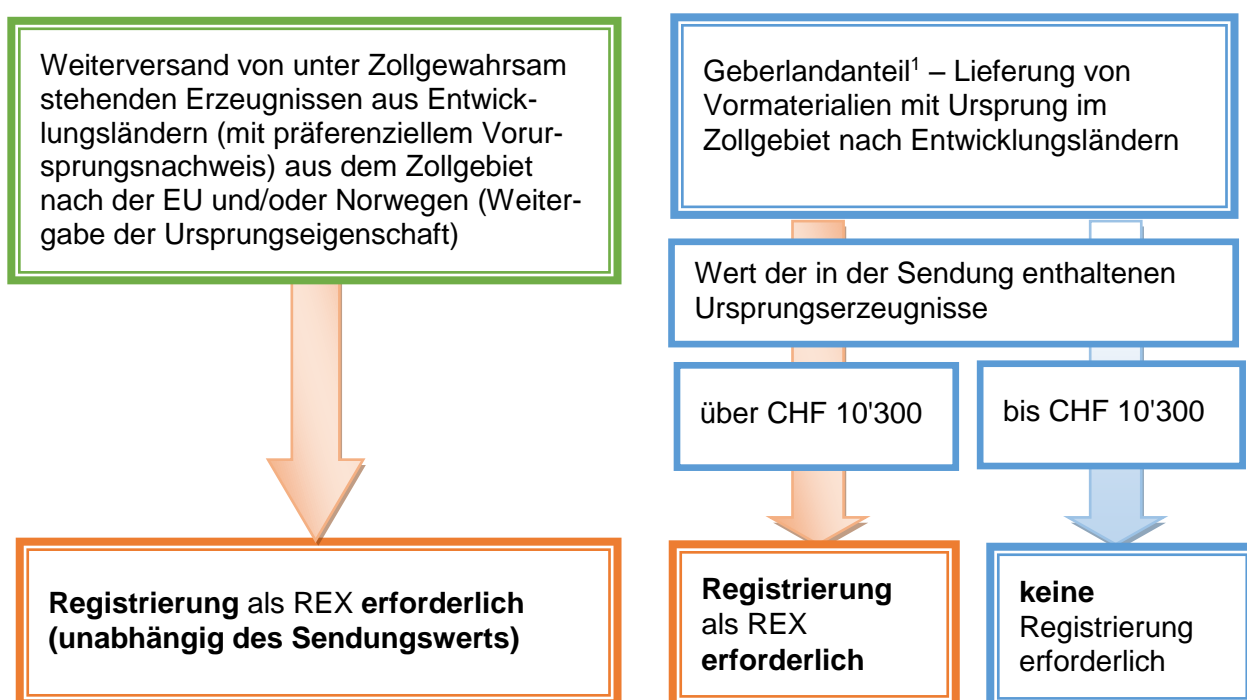 Weiterversand von unter Zollgewahrsam
stehenden Erzeugnissen aus Entwick-
lungsländern (mit präferenziellem Vorur-
sprungsnachweis) aus dem Zollgebiet
nach der EU und/oder Norwegen (Weiter-
gabe der Ursprungseigenschaft)
Registrierung als REX erforderlich
(unabhängig des Sendungswerts)
Geberlandanteil¹ – Lieferung von
Vormaterialien mit Ursprung im
Zollgebiet nach Entwicklungsländern
Wert der in der Sendung enthaltenen
Ursprungserzeugnisse
über CHF 10'300
bis CHF 10'300
Registrierung
als REX
erforderlich
keine
Registrierung
erforderlich